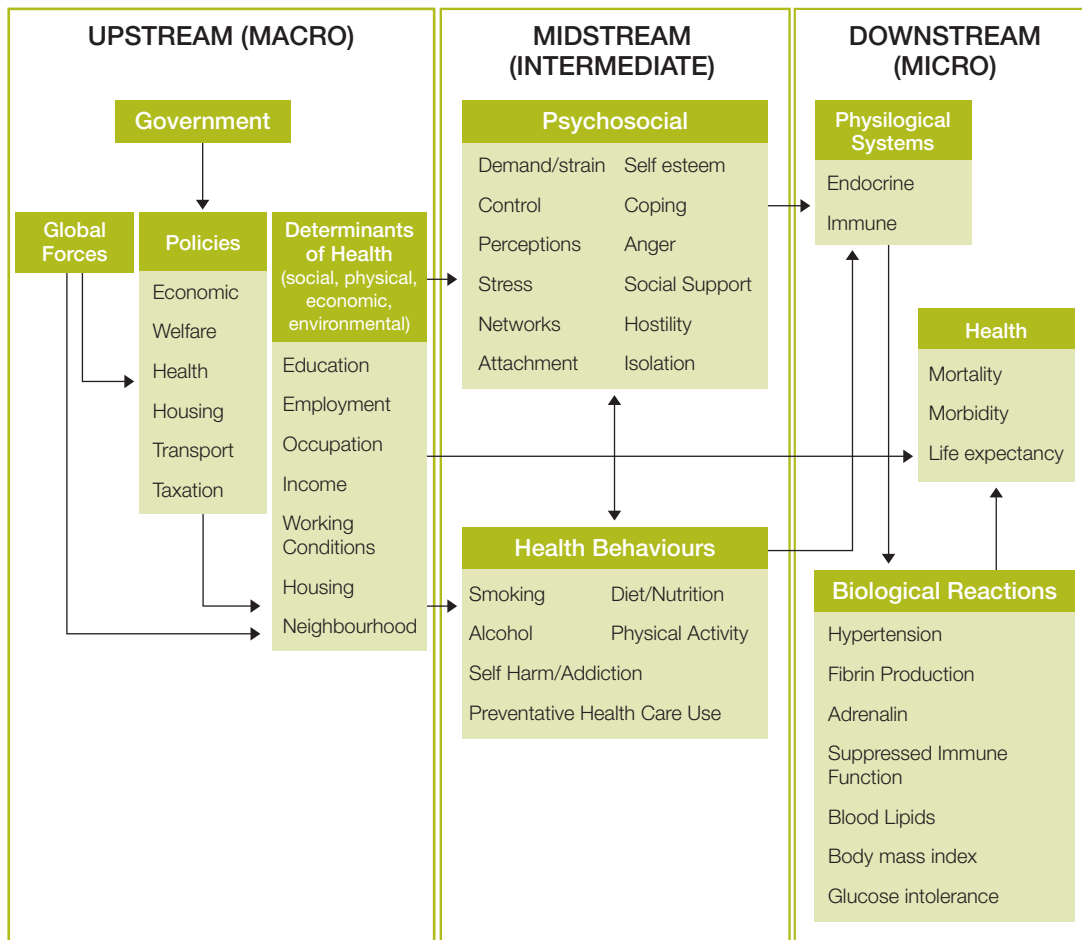 UPSTREAM (MACRO)
Government
Global
Forces
Policies
Economic
Welfare
Health
Housing
Transport
Taxation
Determinants
of Health
(social, physical,
economic,
environmental)
Education
Employment
Occupation
Income
Working
Conditions
Housing
Neighbourhood
MIDSTREAM
(INTERMEDIATE)
Psychosocial
Demand/strain
Self esteem
Control
Coping
Perceptions
Anger
Stress
Social Support
Networks
Hostility
Attachment
Isolation
Health Behaviours
Smoking
Diet/Nutrition
Alcohol
Physical Activity
Self Harm/Addiction
Preventative Health Care Use
DOWNSTREAM
(MICRO)
Physilogical
Systems
Endocrine
Immune
Health
Mortality
Morbidity
Life expectancy
Biological Reactions
Hypertension
Fibrin Production
Adrenalin
Suppressed Immune
Function
Blood Lipids
Body mass index
Glucose intolerance